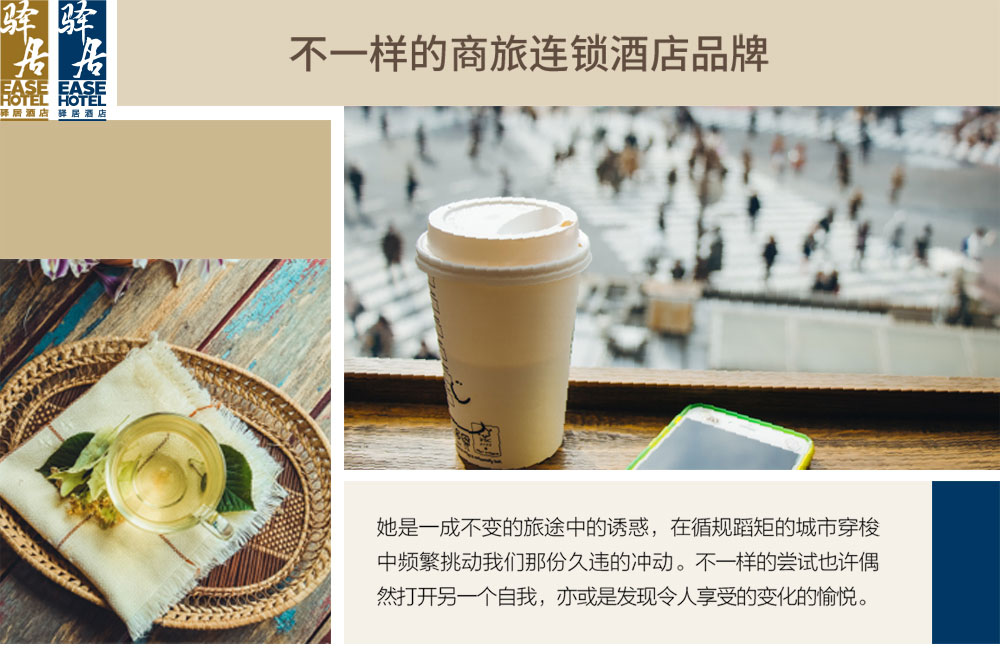 驿居
EASE
HOTEL
驿居酒店
驿居
EASE
HOTEL
驿居酒店
不一样的商旅连锁酒店品牌
她是一成不变的旅途中的诱惑，在循规蹈矩的城市穿梭
中频繁挑动我们那份久违的冲动。不一样的尝试也许偶
然打开另一个自我，亦或是发现令人享受的变化的愉悦。